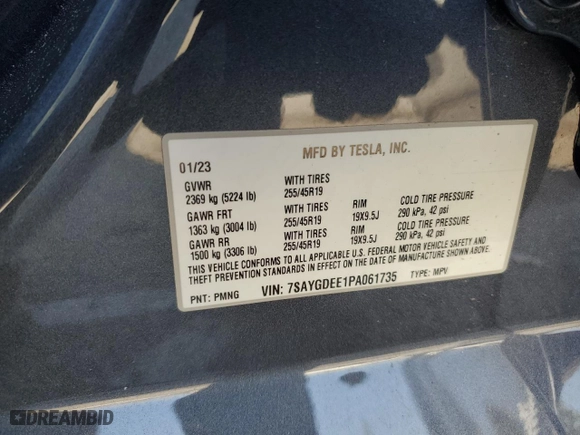 MFD BY TESLA, INC.
01/23
GVWR WITH TIRES
2369 kg (5224 lb) 255/45R19
GAWR FRT WITH TIRES RIM COLD TIRE PRESSURE
1363 kg (3004 lb) 255/45R19 19X9.5J 290 kPa, 42 psi
GAWR RR WITH TIRES RIM COLD TIRE PRESSURE
1500 kg (3306 lb) 255/45R19 19X9.5J 290 kPa, 42 psi
THIS VEHICLE CONFORMS TO ALL APPLICABLE U.S. FEDERAL MOTOR VEHICLE SAFETY AND
THEFT PREVENTION STANDARDS IN EFFECT ON THE DATE OF MANUFACTURE SHOWN ABOVE.
PNT: PMNG VIN: 7SAYGDEE1PA061735 TYPE: MPV
DREAMBID